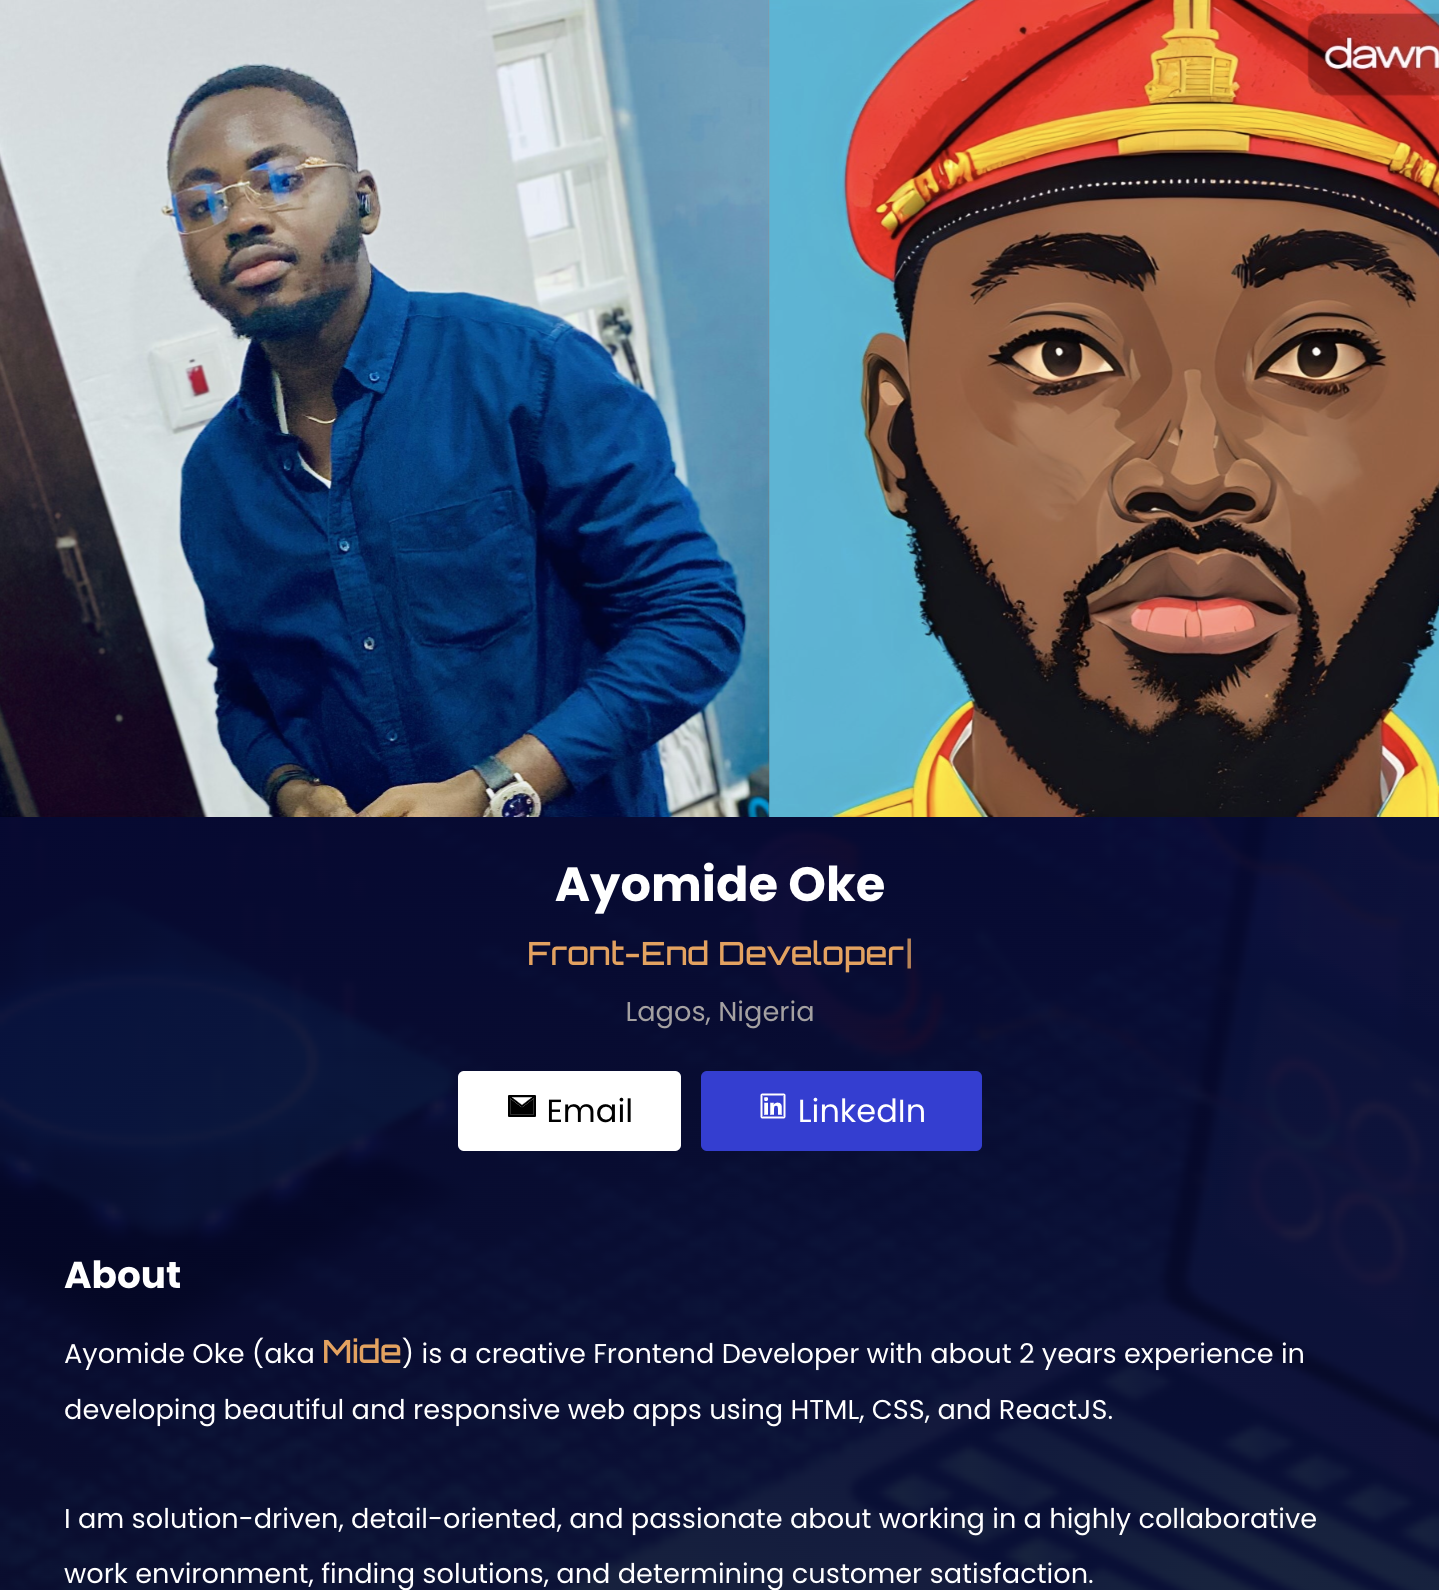 dawn
Ayomide Oke
Front-End Developer|
Lagos, Nigeria
Email
LinkedIn
About
Ayomide Oke (aka Mide) is a creative Frontend Developer with about 2 years experience in
developing beautiful and responsive web apps using HTML, CSS, and ReactJS.
I am solution-driven, detail-oriented, and passionate about working in a highly collaborative
work environment, finding solutions, and determining customer satisfaction.